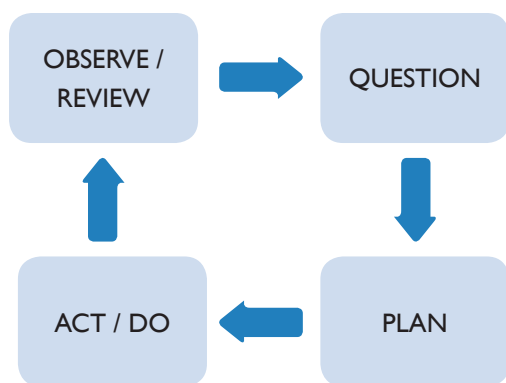 OBSERVE /
REVIEW
QUESTION
PLAN
ACT / DO